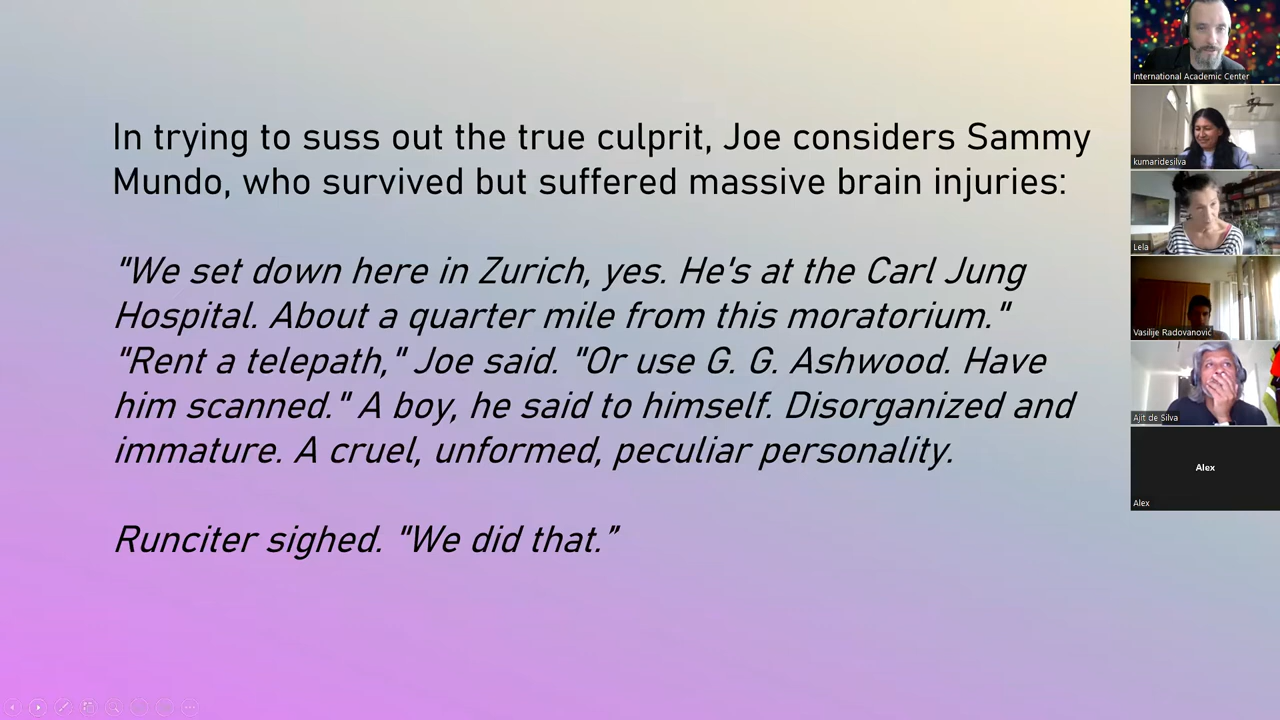 In trying to suss out the true culprit, Joe considers Sammy
Mundo, who survived but suffered massive brain injuries:
"We set down here in Zurich, yes. He's at the Carl Jung
Hospital. About a quarter mile from this moratorium."
"Rent a telepath," Joe said. "Or use G. G. Ashwood. Have
him scanned." A boy, he said to himself. Disorganized and
immature. A cruel, unformed, peculiar personality.
Runciter sighed. "We did that.”
International Academic Center
kumaridesilva
Lela
Vasilije Radovanović
Ajit de Silva
Alex
Alex